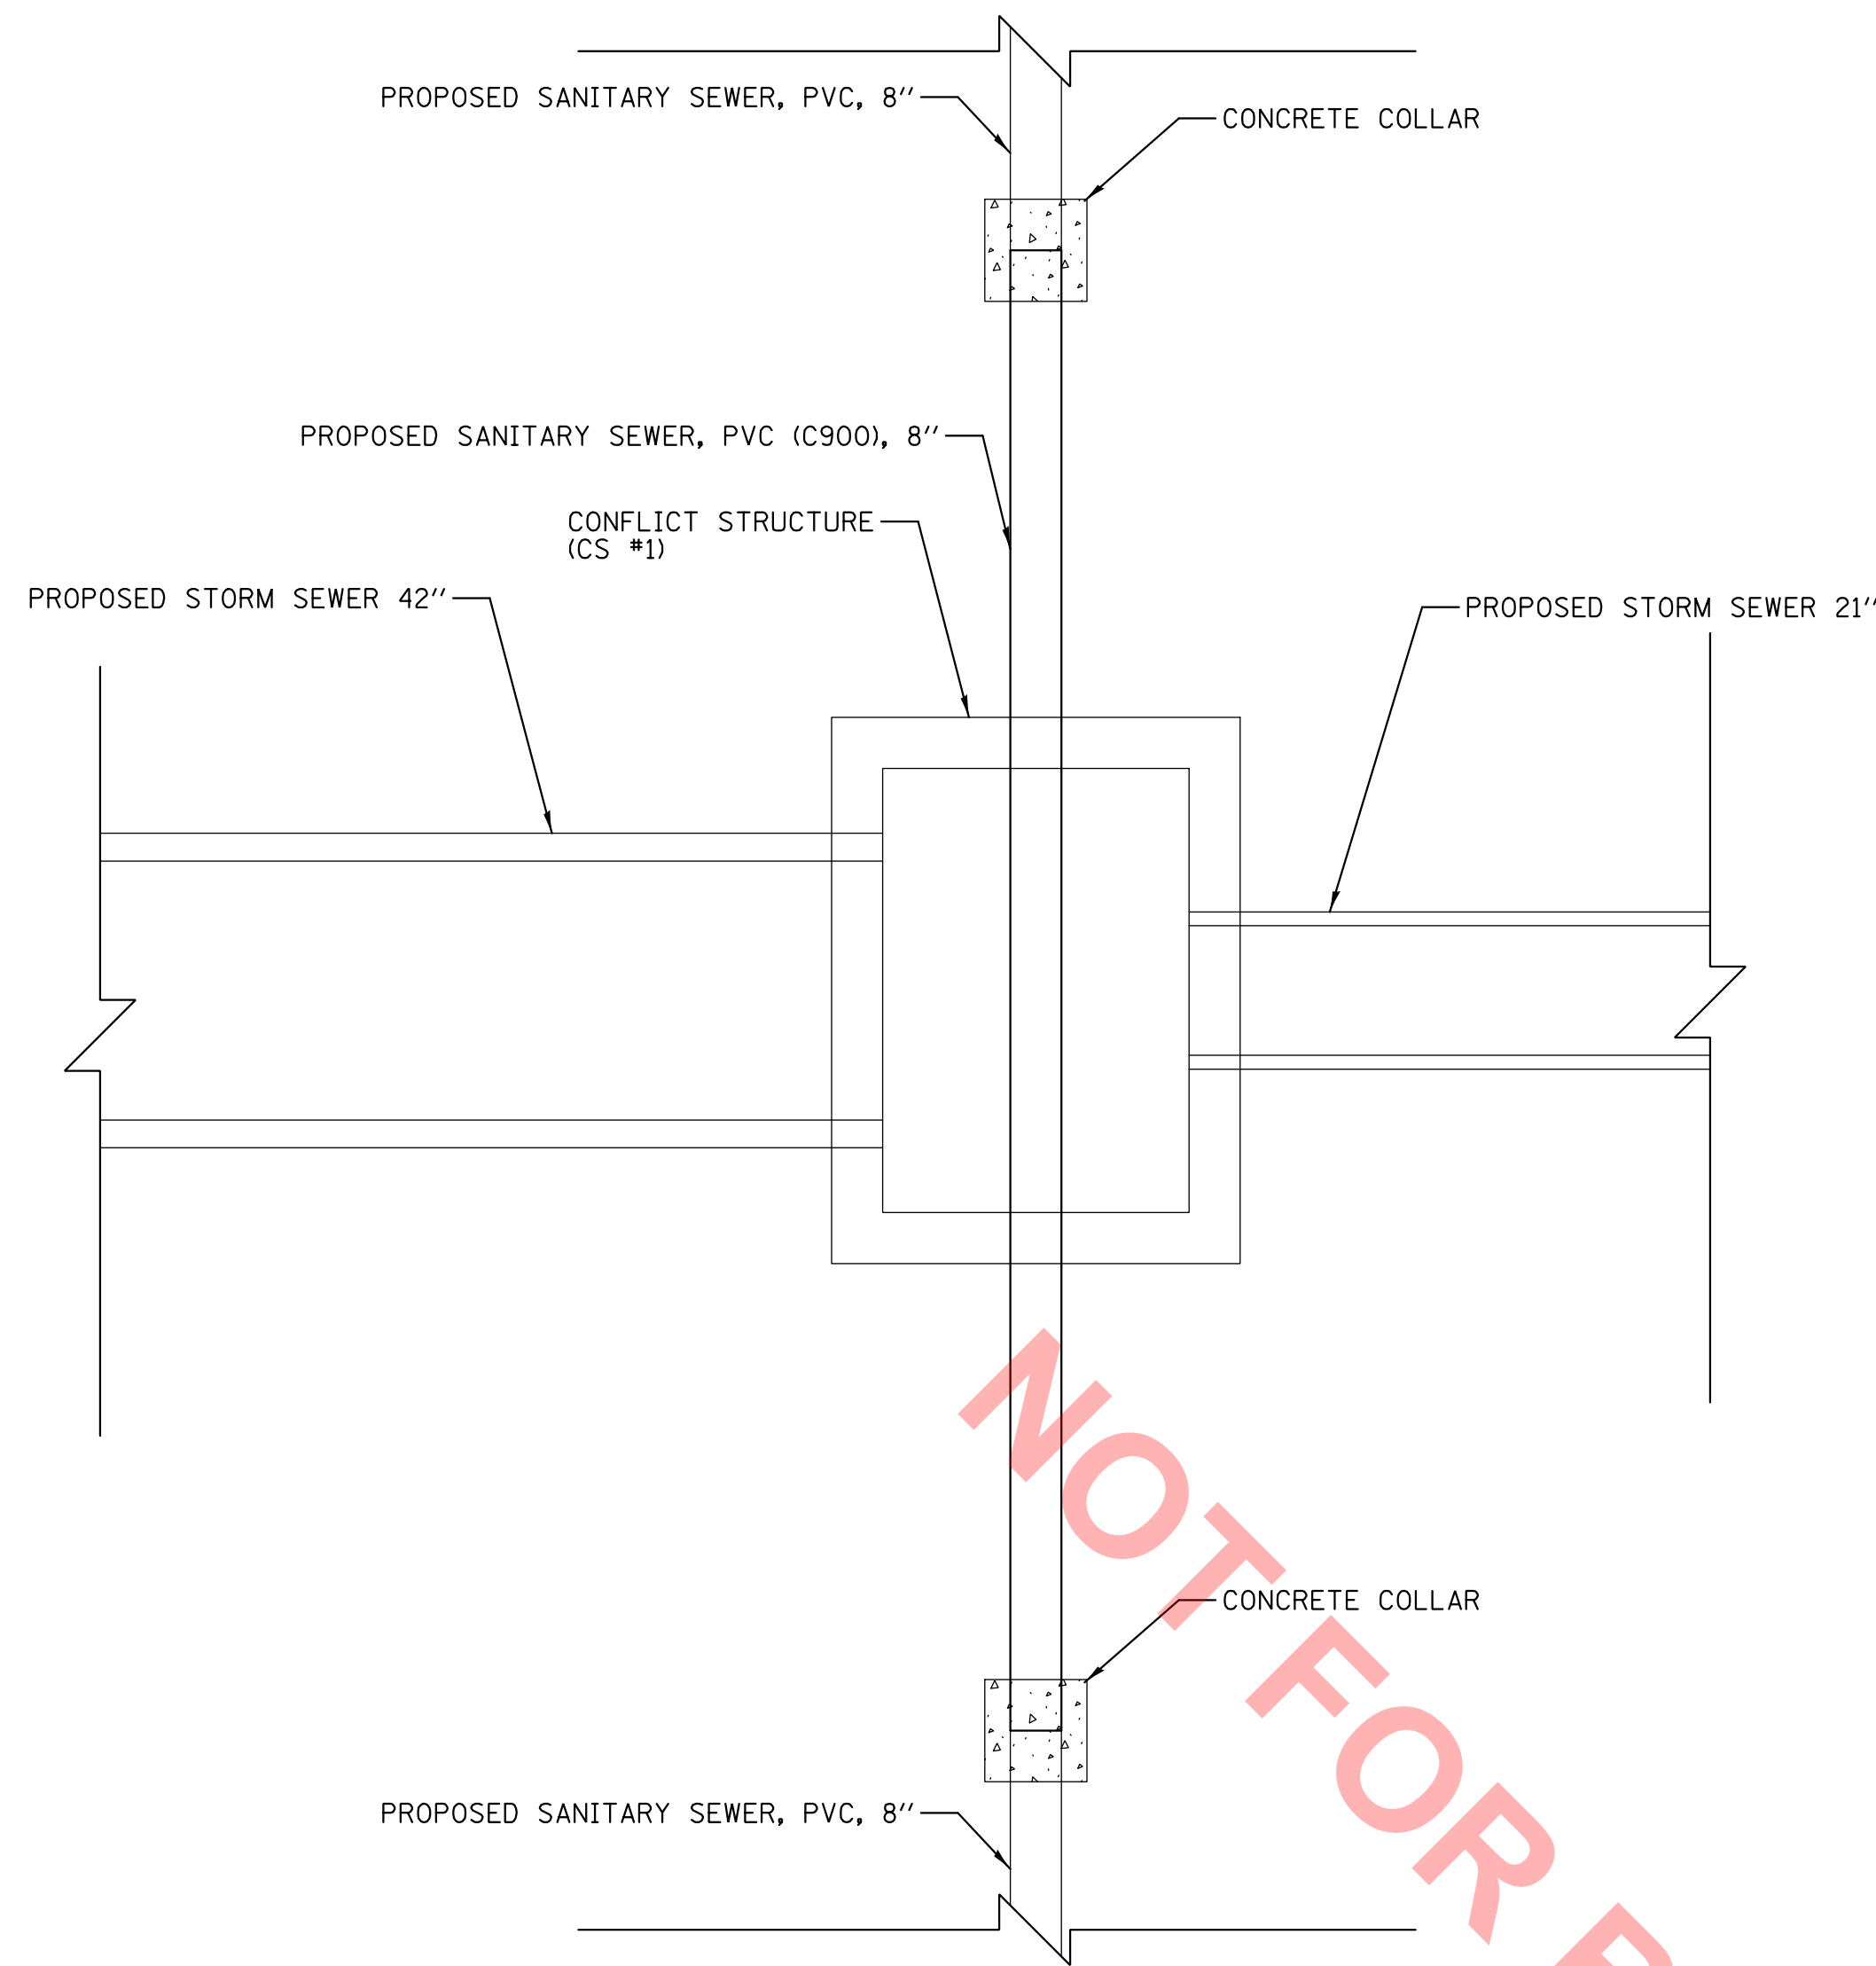 PROPOSED SANITARY SEWER, PVC, 8"
CONCRETE COLLAR
PROPOSED SANITARY SEWER, PVC (C900), 8"
CONFLICT STRUCTURE
(CS #1)
PROPOSED STORM SEWER 42"
PROPOSED STORM SEWER 21"
NOT FOR
CONCRETE COLLAR
PROPOSED SANITARY SEWER, PVC, 8"